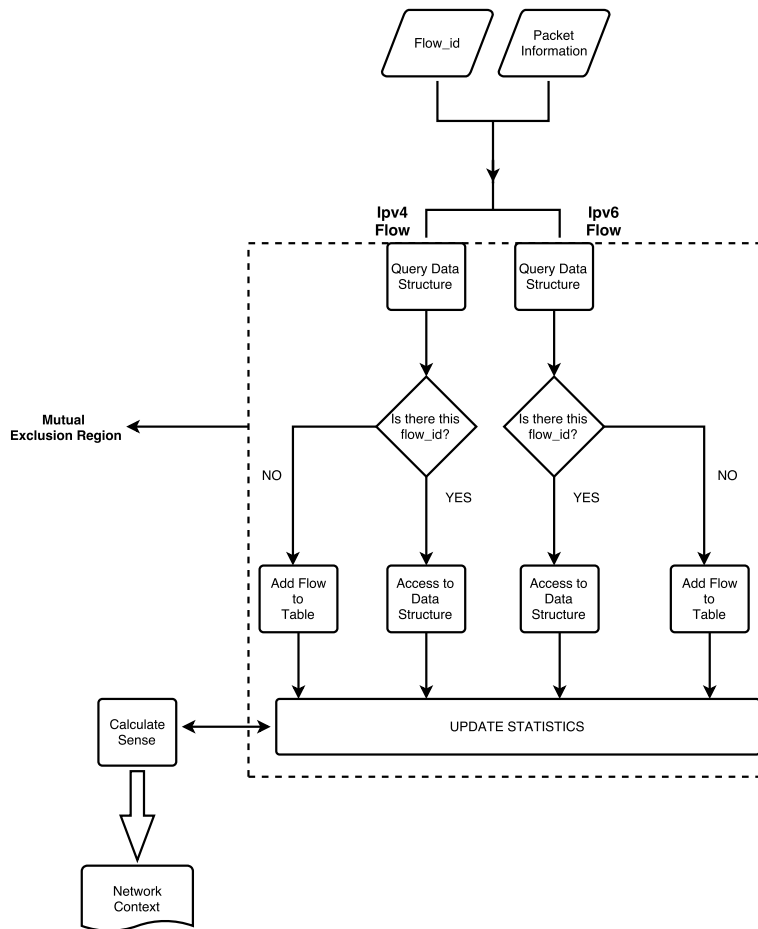 Flow_id
Packet
Information
Ipv4
Flow
Ipv6
Flow
Query Data
Structure
Query Data
Structure
Is there this
flow_id?
Is there this
flow_id?
Mutual
Exclusion Region
NO
YES
YES
NO
Add Flow
to
Table
Access to
Data
Structure
Access to
Data
Structure
Add Flow
to
Table
Calculate
Sense
UPDATE STATISTICS
Network
Context